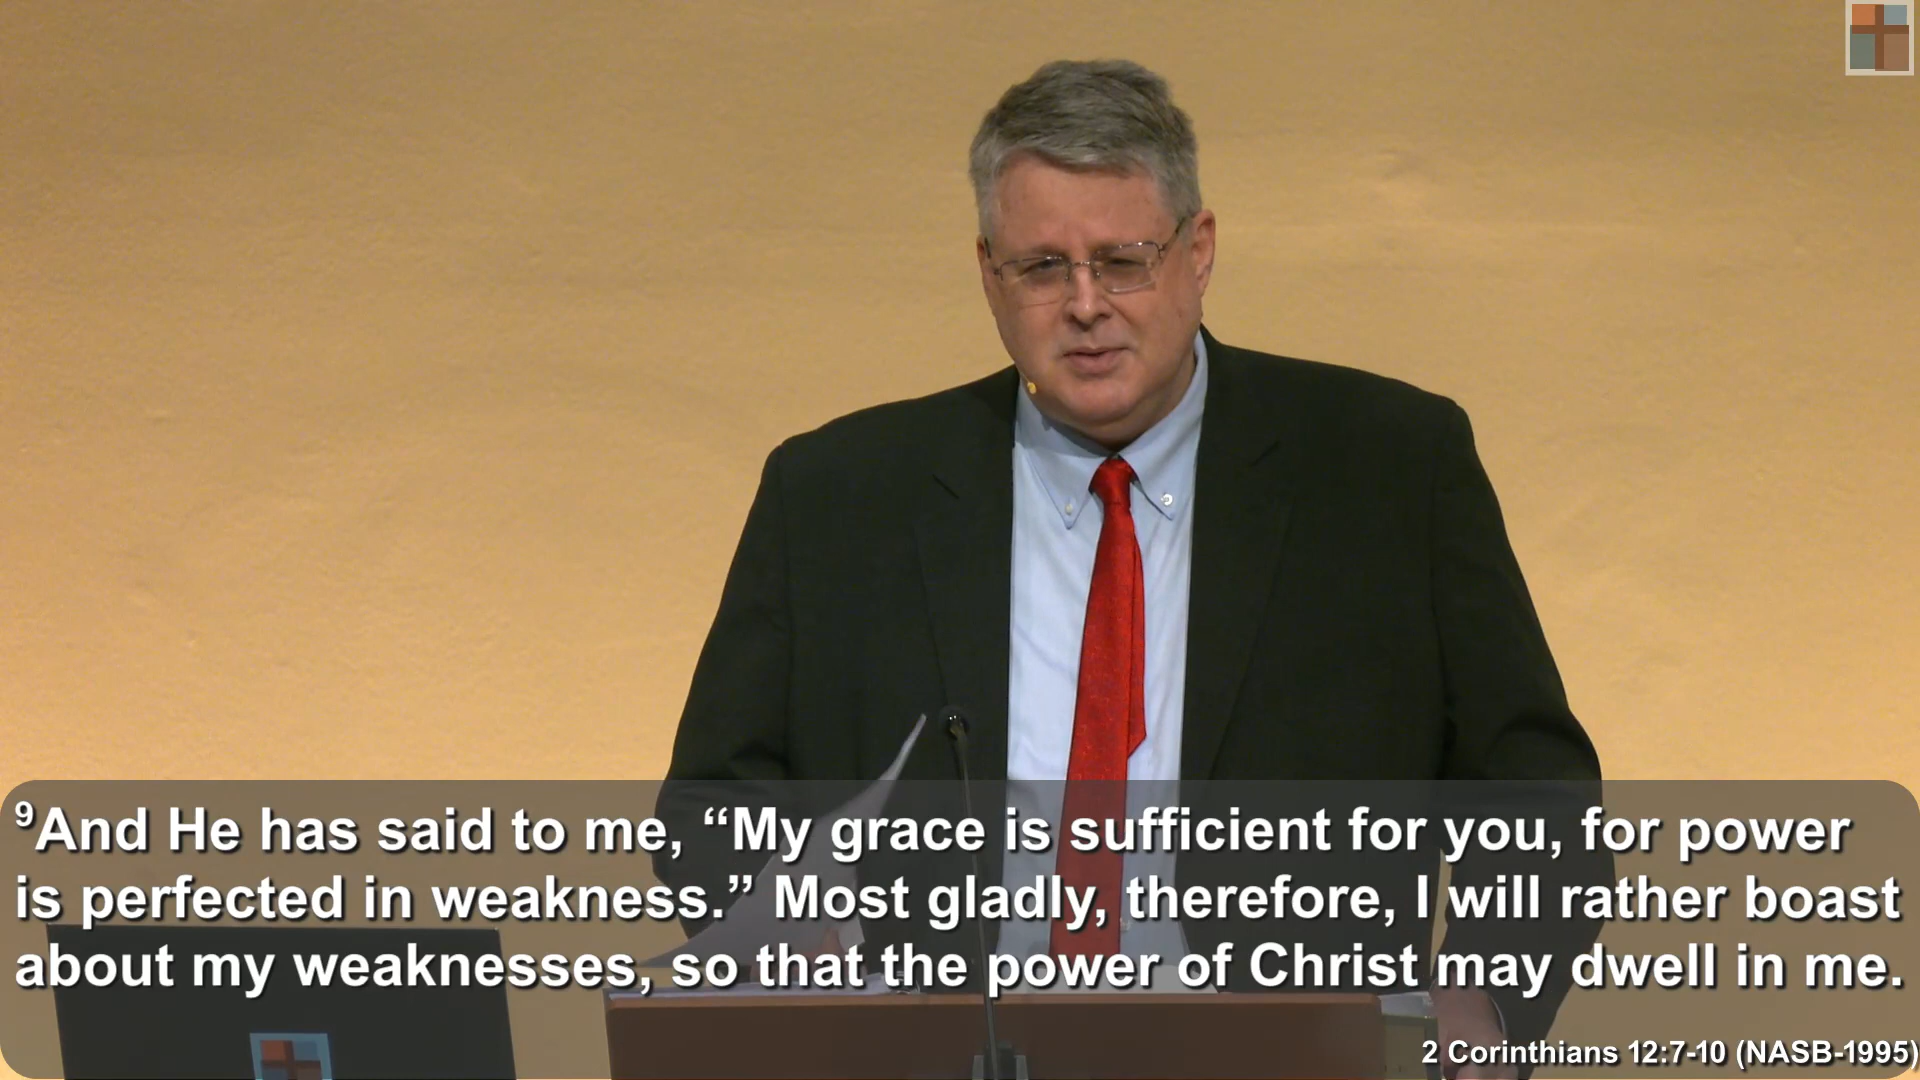 ⁹And He has said to me, “My grace is sufficient for you, for power
is perfected in weakness.” Most gladly, therefore, I will rather boast
about my weaknesses, so that the power of Christ may dwell in me.
2 Corinthians 12:7-10 (NASB-1995)